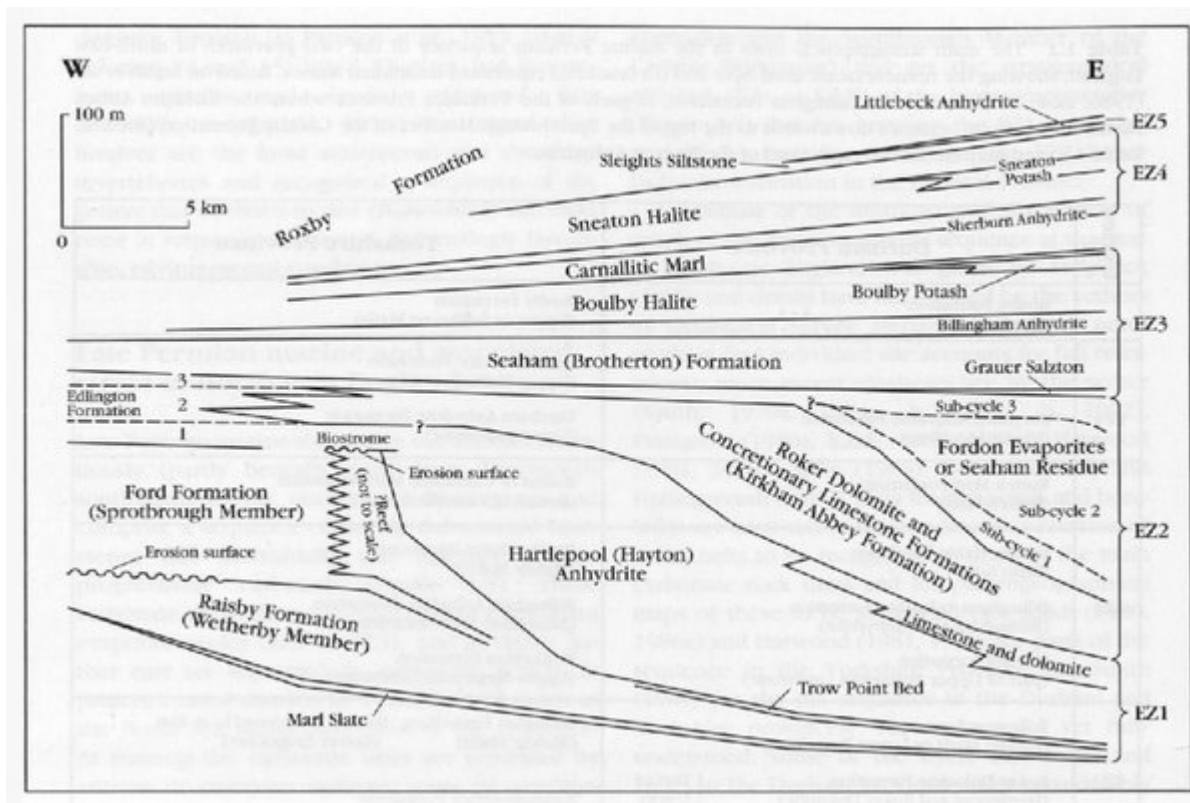 W
E
100 m
0
5 km
Littlebeck Anhydrite
EZ5
Sleights Siltstone
Sneaton
Potash
EZ4
Roxby Formation
Sneaton Halite
Sherburn Anhydrite
Carnallitic Marl
Boulby Potash
Boulby Halite
Billingham Anhydrite
EZ3
Seaham (Brotherton) Formation
Grauer Salzton
3
Edlington
Formation
2
1
?
?
Sub-cycle 3
Fordon Evaporites
or Seaham Residue
Biostrome
Erosion surface
Roker Dolomite and
Concretionary Limestone Formations
(Kirkham Abbey Formation)
Sub-cycle 2
Sub-cycle 1
EZ2
Ford Formation
(Sprotbrough Member)
'Reef'
(not to scale)
Erosion surface
Hartlepool (Hayton)
Anhydrite
Raisby Formation
(Wetherby Member)
Limestone and dolomite
Trow Point Bed
Marl Slate
EZ1